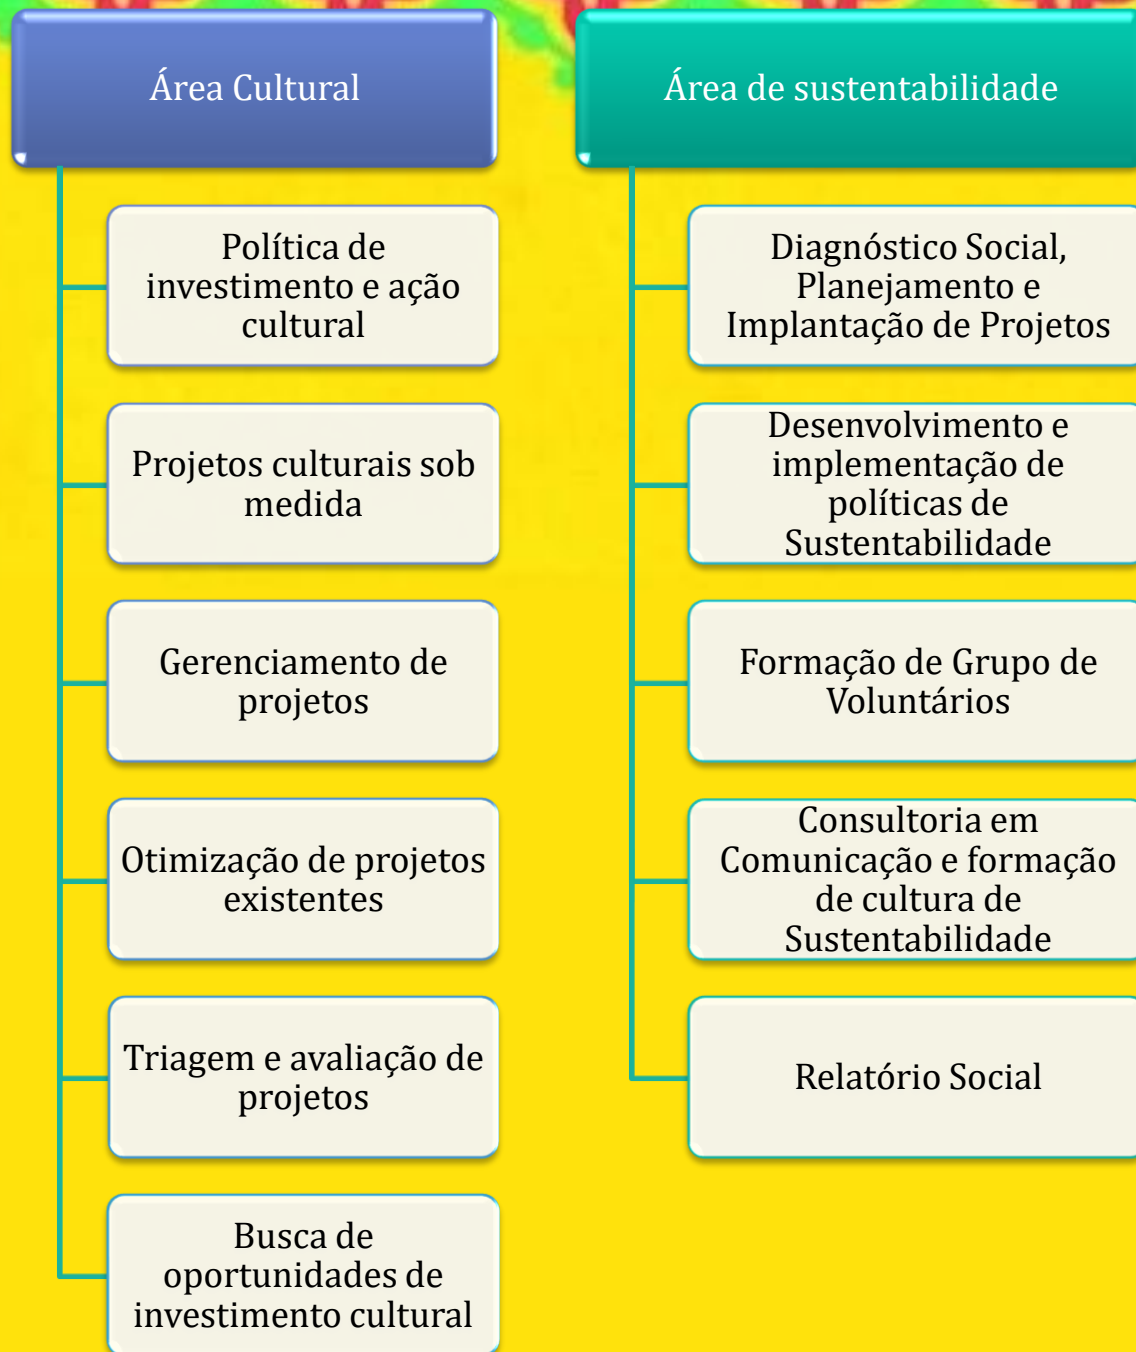 Área Cultural
Política de
investimento e ação
cultural
Projetos culturais sob
medida
Gerenciamento de
projetos
Otimização de projetos
existentes
Triagem e avaliação de
projetos
Busca de
oportunidades de
investimento cultural
Área de sustentabilidade
Diagnóstico Social,
Planejamento e
Implantação de Projetos
Desenvolvimento e
implementação de
políticas de
Sustentabilidade
Formação de Grupo de
Voluntários
Consultoria em
Comunicação e formação
de cultura de
Sustentabilidade
Relatório Social